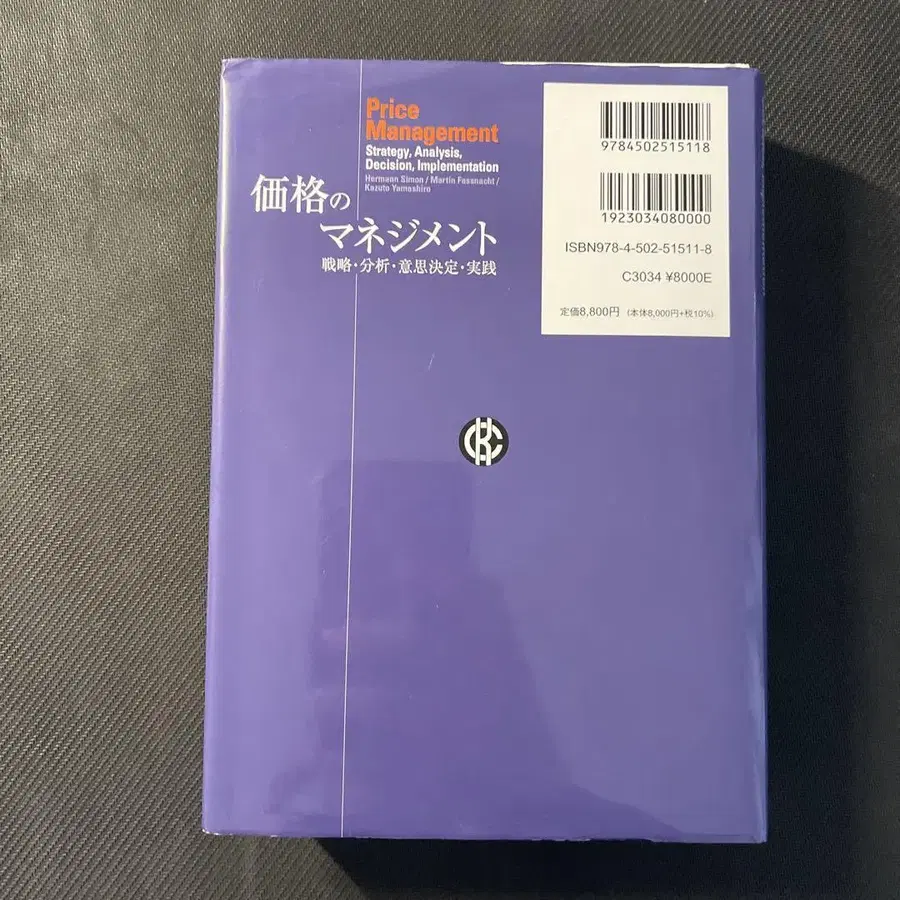 Price
Management
Strategy, Analysis,
Decision, Implementation
Hermann Simon / Martin Fassnacht /
Kazuto Yamashiro
価格の
マネジメント
戦略・分析・意思決定・実践
9784502515118
1923034080000
ISBN978-4-502-51511-8
C3034 ¥8000E
定価8,800円 (本体8,000円+税10%)